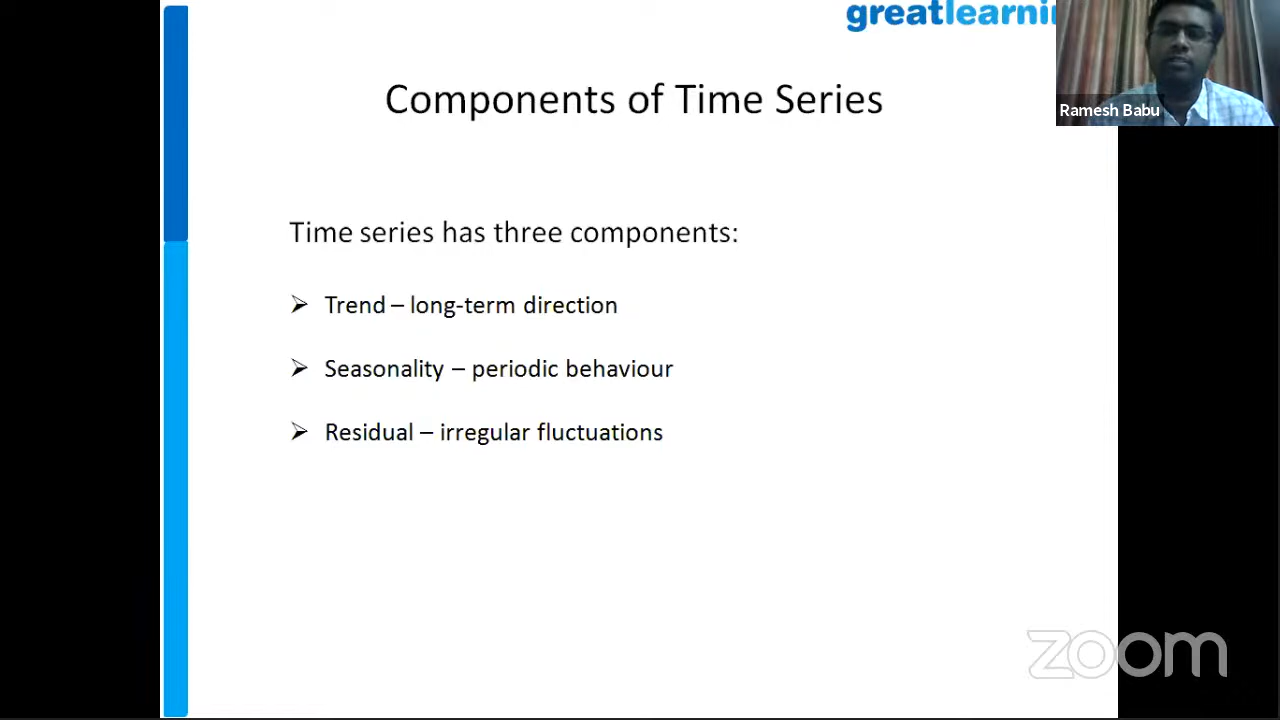 greatlearnin
Ramesh Babu
Components of Time Series
Time series has three components:
Trend – long-term direction
Seasonality – periodic behaviour
Residual – irregular fluctuations
zoom